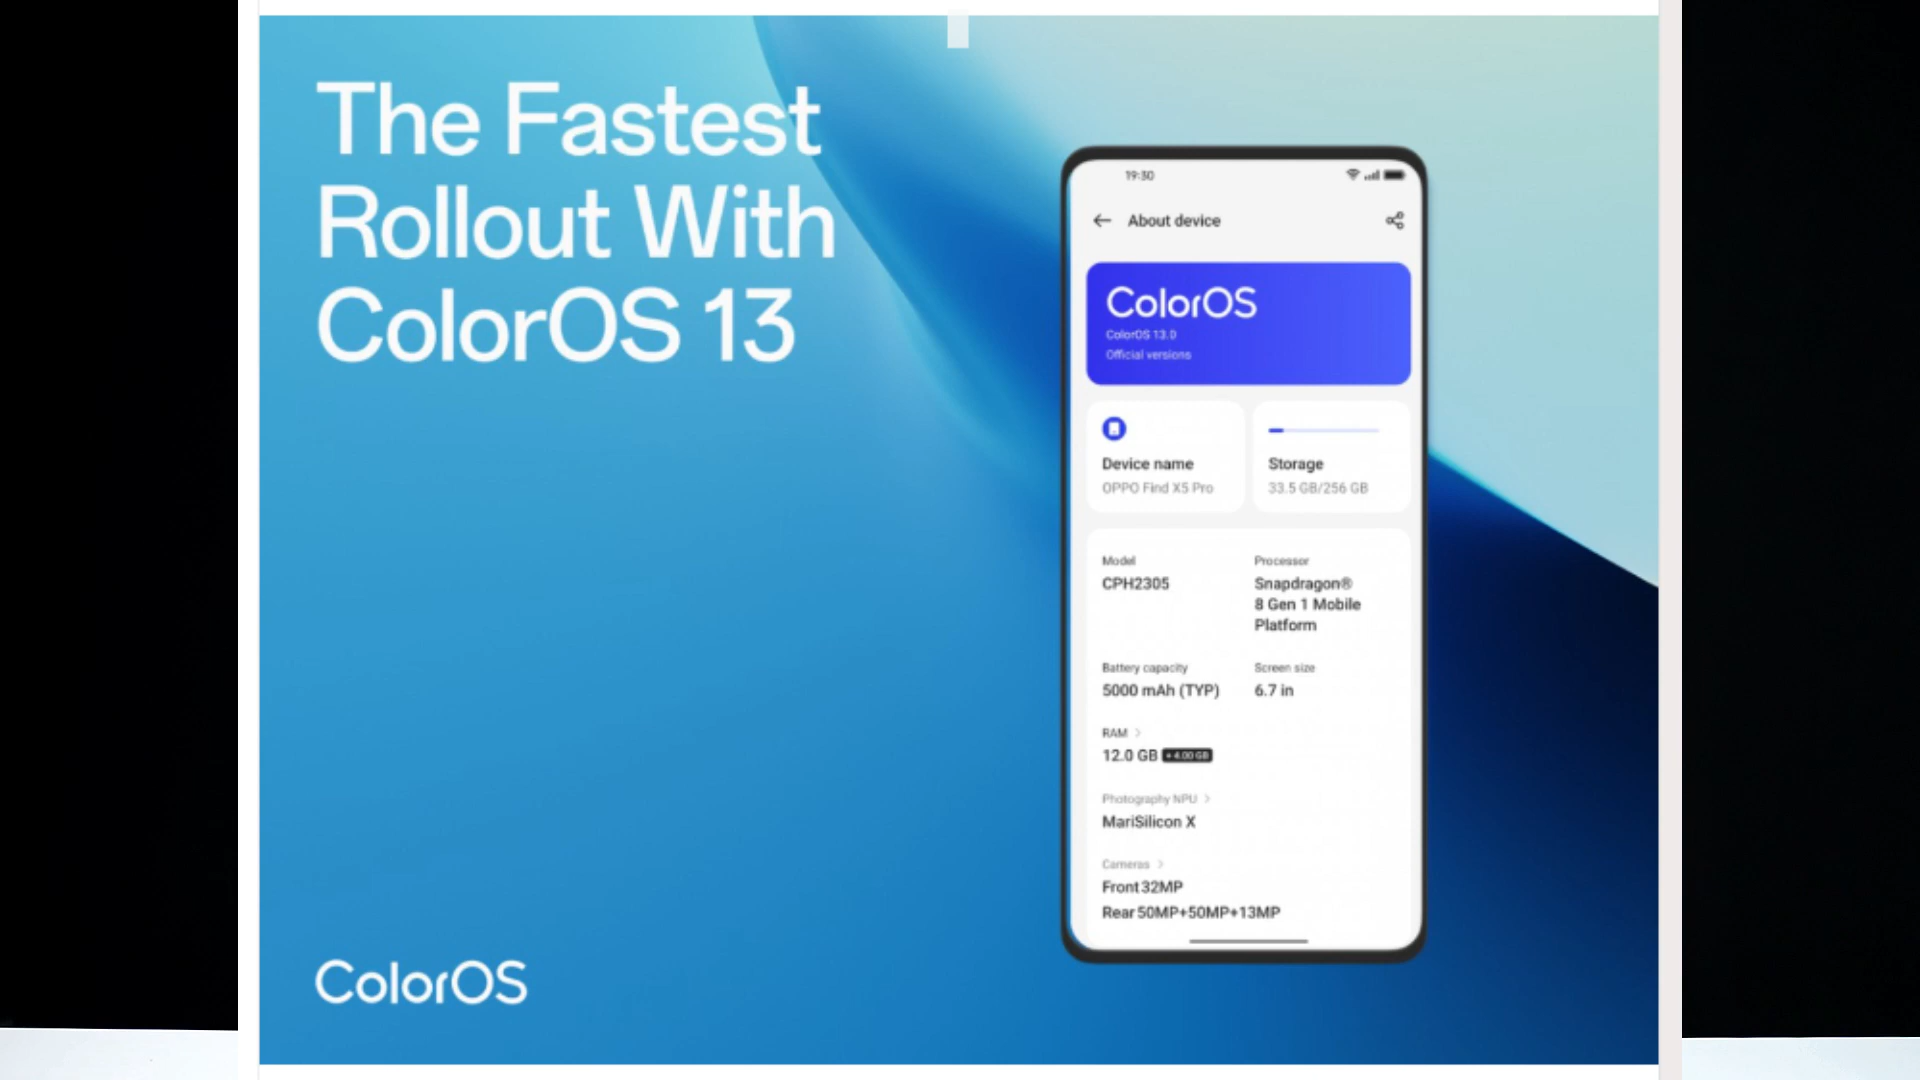 The Fastest
Rollout With
ColorOS 13
19:30
About device
ColorOS
ColorOS 13.0
Official versions
Device name
OPPO Find X5 Pro
Storage
33.5 GB/256 GB
Model
CPH2305
Processor
Snapdragon®
8 Gen 1 Mobile
Platform
Battery capacity
5000 mAh (TYP)
Screen size
6.7 in
RAM
12.0 GB + 4.00 GB
Photography NPU
MariSilicon X
Cameras
Front 32MP
Rear 50MP+50MP+13MP
ColorOS